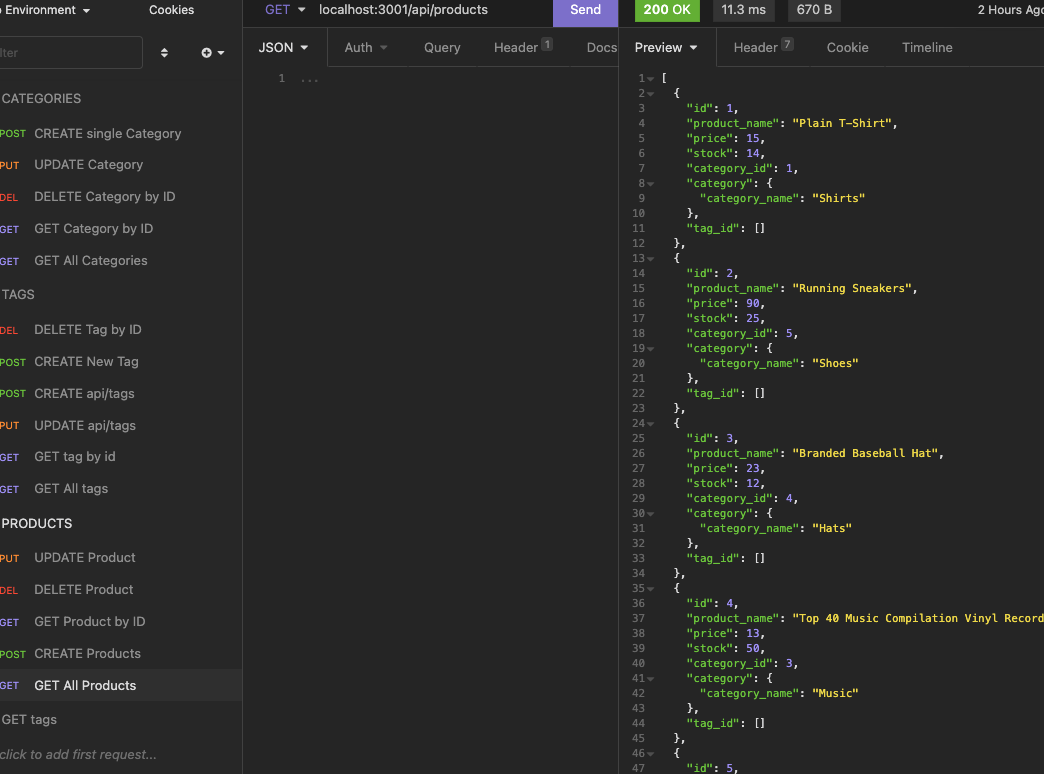 Environment
Cookies
CATEGORIES
POST CREATE single Category
PUT UPDATE Category
DEL DELETE Category by ID
GET GET Category by ID
GET GET All Categories
TAGS
DEL DELETE Tag by ID
POST CREATE New Tag
POST CREATE api/tags
PUT UPDATE api/tags
GET GET tag by id
GET GET All tags
PRODUCTS
PUT UPDATE Product
DEL DELETE Product
GET GET Product by ID
POST CREATE Products
GET GET All Products
GET tags
click to add first request...
GET localhost:3001/api/products Send
JSON Auth Query Header 1 Docs
1 ...
200 OK 11.3 ms 670 B 2 Hours Ago
Preview Header 7 Cookie Timeline
1 [
2 {
3 "id": 1,
4 "product_name": "Plain T-Shirt",
5 "price": 15,
6 "stock": 14,
7 "category_id": 1,
8 "category": {
9 "category_name": "Shirts"
10 },
11 "tag_id": []
12 },
13 {
14 "id": 2,
15 "product_name": "Running Sneakers",
16 "price": 90,
17 "stock": 25,
18 "category_id": 5,
19 "category": {
20 "category_name": "Shoes"
21 },
22 "tag_id": []
23 },
24 {
25 "id": 3,
26 "product_name": "Branded Baseball Hat",
27 "price": 23,
28 "stock": 12,
29 "category_id": 4,
30 "category": {
31 "category_name": "Hats"
32 },
33 "tag_id": []
34 },
35 {
36 "id": 4,
37 "product_name": "Top 40 Music Compilation Vinyl Record
38 "price": 13,
39 "stock": 50,
40 "category_id": 3,
41 "category": {
42 "category_name": "Music"
43 },
44 "tag_id": []
45 },
46 {
47 "id": 5,